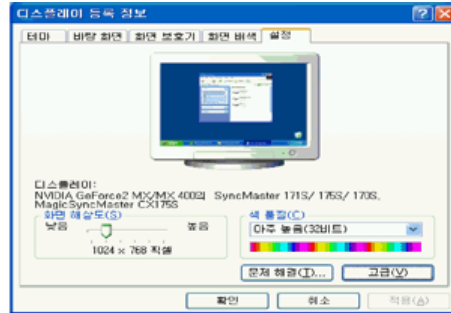 디스플레이 등록 정보
테마 바탕 화면 화면 보호기 화면 배색 설정
디스플레이:
NVIDIA GeForce2 MX/MX 400의 SyncMaster 171S/ 175S/ 170S,
MagicSyncMaster CX175S
화면 해상도(S) 색 품질(C)
낮음 높음 아주 높음(32비트)
1024 x 768 픽셀
문제 해결(T)... 고급(V)
확인 취소 적용(A)